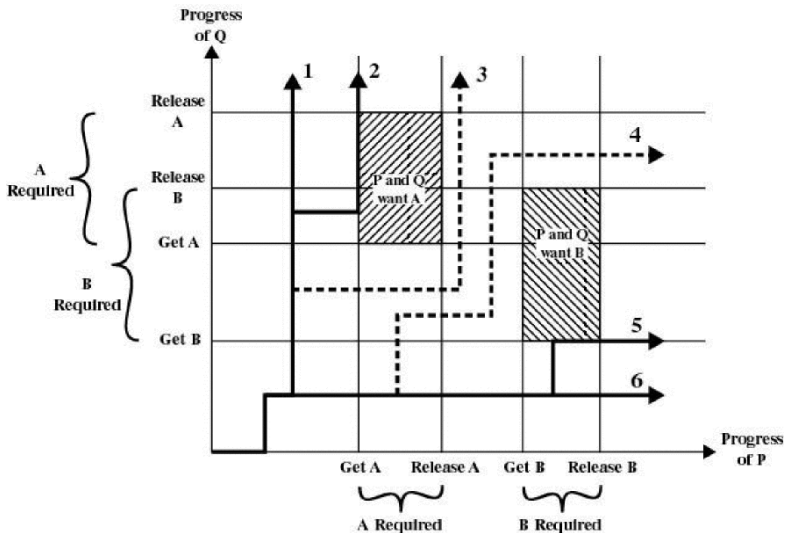 Progress
of Q
1
2
3
Release
A
4
A
Required
Release
B
P and Q
want A
Get A
P and Q
want B
B
Required
Get B
5
6
Progress
of P
Get A
Release A
Get B
Release B
A Required
B Required